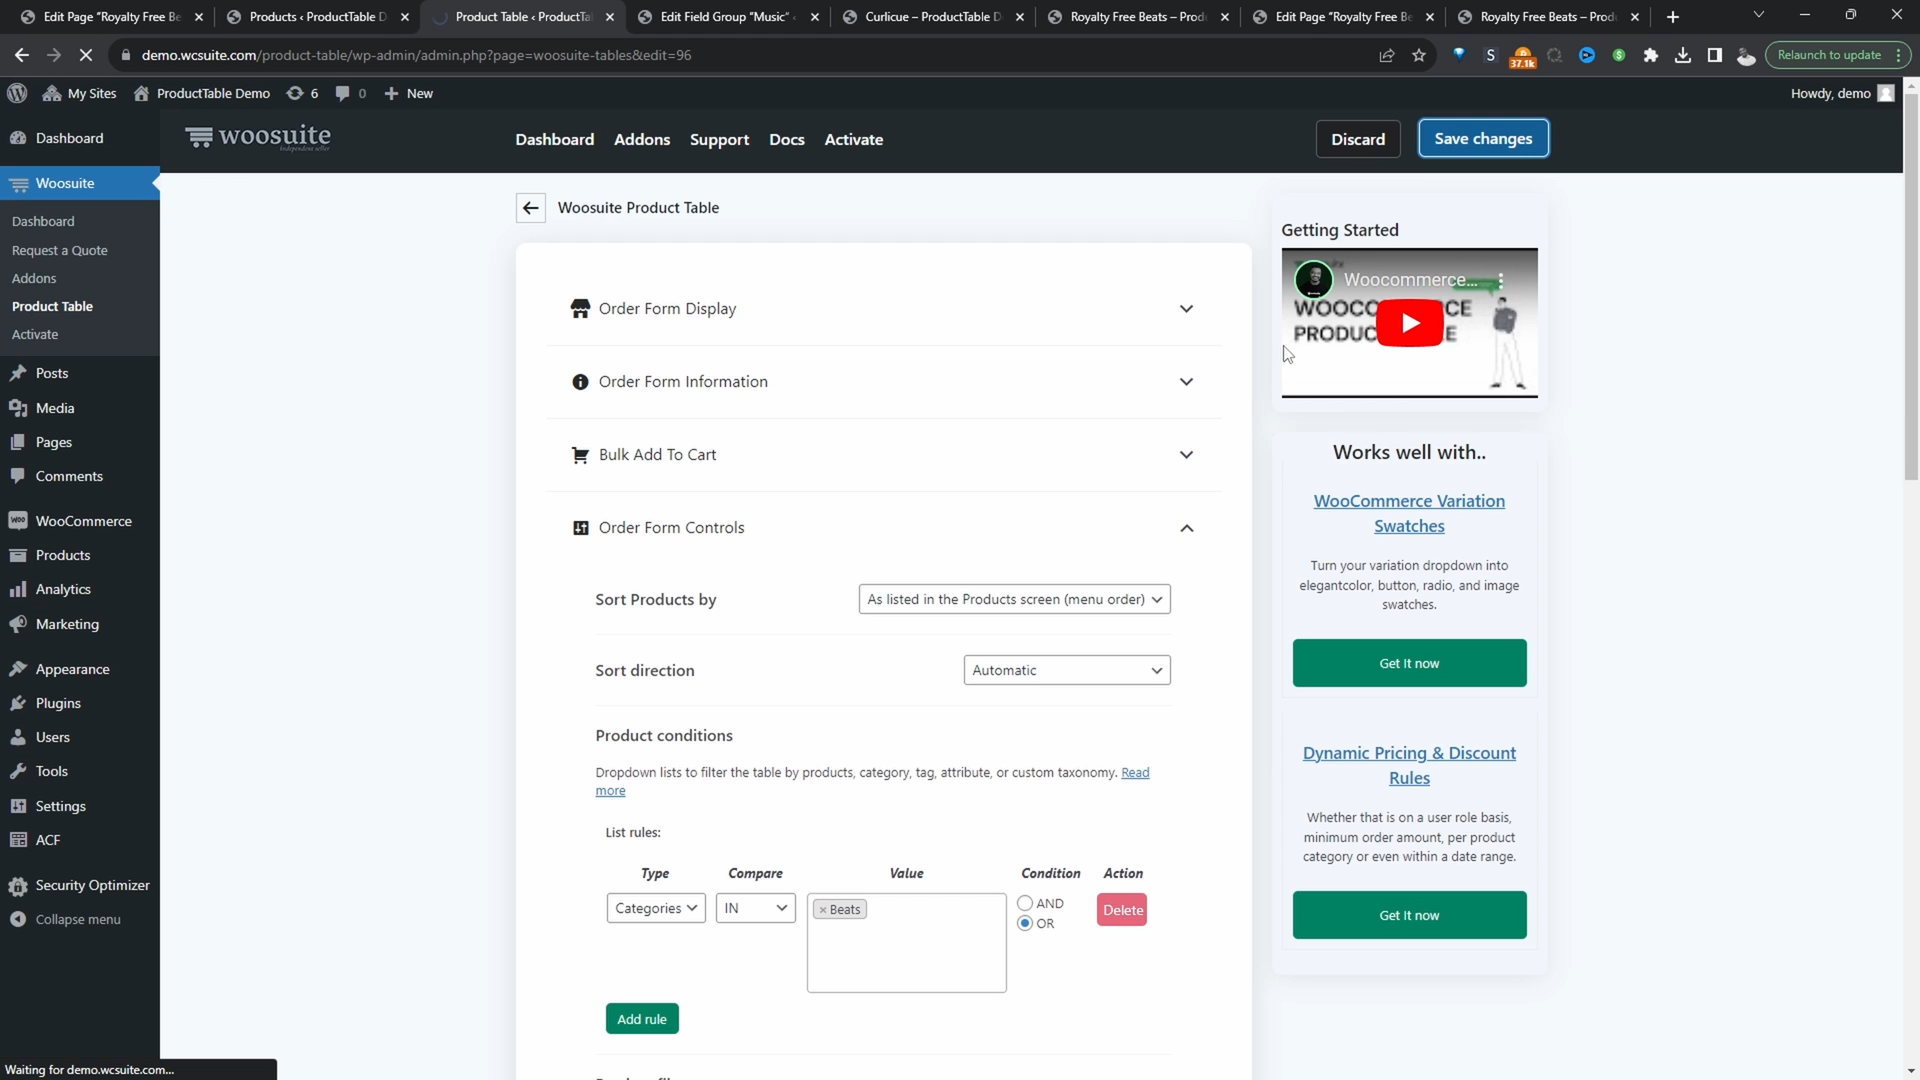 Edit Page "Royalty Free Be
Products ‹ ProductTable D
Product Table ‹ ProductTa
Edit Field Group "Music" ‹
Curlicue – ProductTable D
Royalty Free Beats – Prod
Edit Page "Royalty Free Be
Royalty Free Beats – Prod
demo.wcsuite.com/product-table/wp-admin/admin.php?page=woosuite-tables&edit=96
S
37.1k
Relaunch to update
My Sites
ProductTable Demo
6
0
New
Howdy, demo
Dashboard
Woosuite
Dashboard
Request a Quote
Addons
Product Table
Activate
Posts
Media
Pages
Comments
WooCommerce
Products
Analytics
Marketing
Appearance
Plugins
Users
Tools
Settings
ACF
Security Optimizer
Collapse menu
Waiting for demo.wcsuite.com...
woosuite
independent seller
Dashboard
Addons
Support
Docs
Activate
Discard
Save changes
Woosuite Product Table
Order Form Display
Order Form Information
Bulk Add To Cart
Order Form Controls
Sort Products by
As listed in the Products screen (menu order)
Sort direction
Automatic
Product conditions
Dropdown lists to filter the table by products, category, tag, attribute, or custom taxonomy. Read
more
List rules:
Type Compare Value Condition Action
Categories
IN
× Beats
AND
OR
Delete
Add rule
Getting Started
Woocommerce...
PRODUC
Works well with..
WooCommerce Variation
Swatches
Turn your variation dropdown into
elegantcolor, button, radio, and image
swatches.
Get It now
Dynamic Pricing & Discount
Rules
Whether that is on a user role basis,
minimum order amount, per product
category or even within a date range.
Get It now